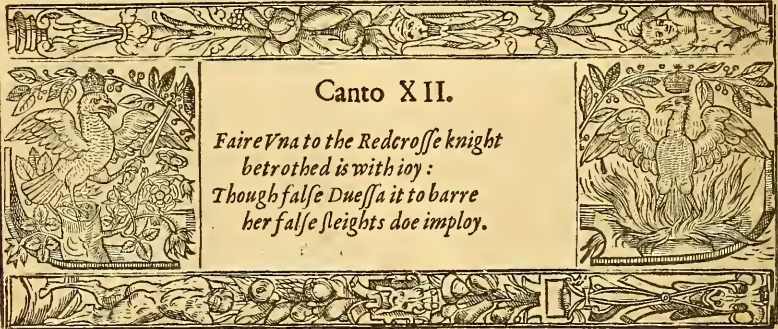 Canto XII.
Faire Vna to the Redcroſſe knight
betrothed is with ioy :
Though falſe Dueſſa it to barre
her falſe ſleights doe imploy.